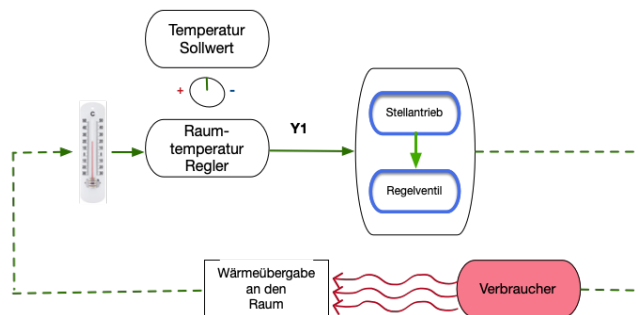 Temperatur
Sollwert
+
-
C
Raum-
temperatur
Regler
Y1
Stellantrieb
Regelventil
Wärmeübergabe
an den
Raum
Verbraucher